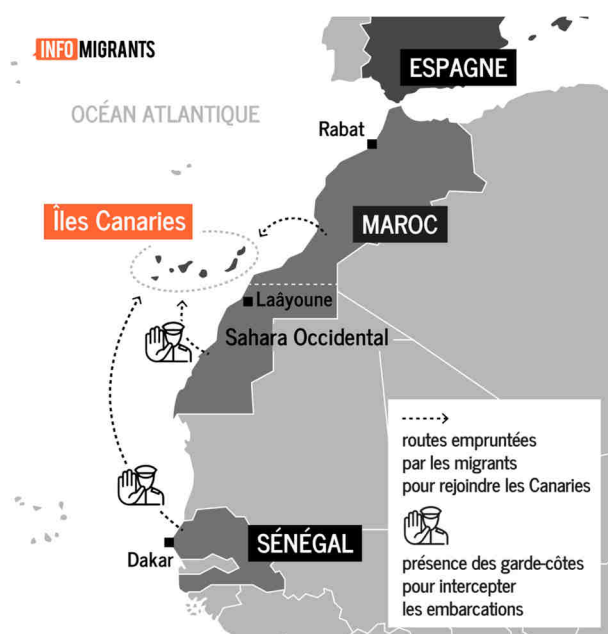 INFO MIGRANTS
ESPAGNE
OCÉAN ATLANTIQUE
Rabat
Îles Canaries
MAROC
Laâyoune
Sahara Occidental
routes empruntées
par les migrants
pour rejoindre les Canaries
SÉNÉGAL
Dakar
présence des garde-côtes
pour intercepter
les embarcations